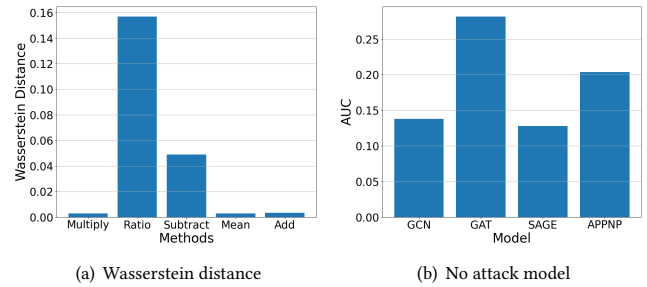 0.16
0.14
0.12
0.10
0.08
0.06
0.04
0.02
0.00
Wasserstein Distance
Multiply Ratio Subtract Mean Add
Methods
(a) Wasserstein distance
0.25
0.20
0.15
0.10
0.05
0.00
AUC
GCN GAT SAGE APPNP
Model
(b) No attack model